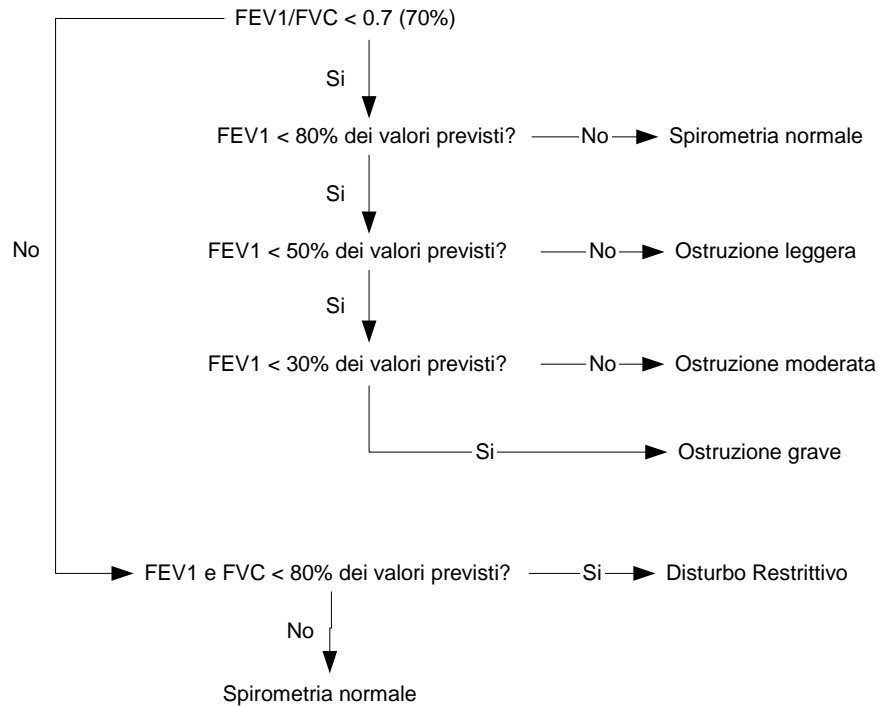 FEV1/FVC < 0.7 (70%)
Si
FEV1 < 80% dei valori previsti?
No
Spirometria normale
Si
No
FEV1 < 50% dei valori previsti?
No
Ostruzione leggera
Si
FEV1 < 30% dei valori previsti?
No
Ostruzione moderata
Si
Ostruzione grave
FEV1 e FVC < 80% dei valori previsti?
Si
Disturbo Restrittivo
No
Spirometria normale